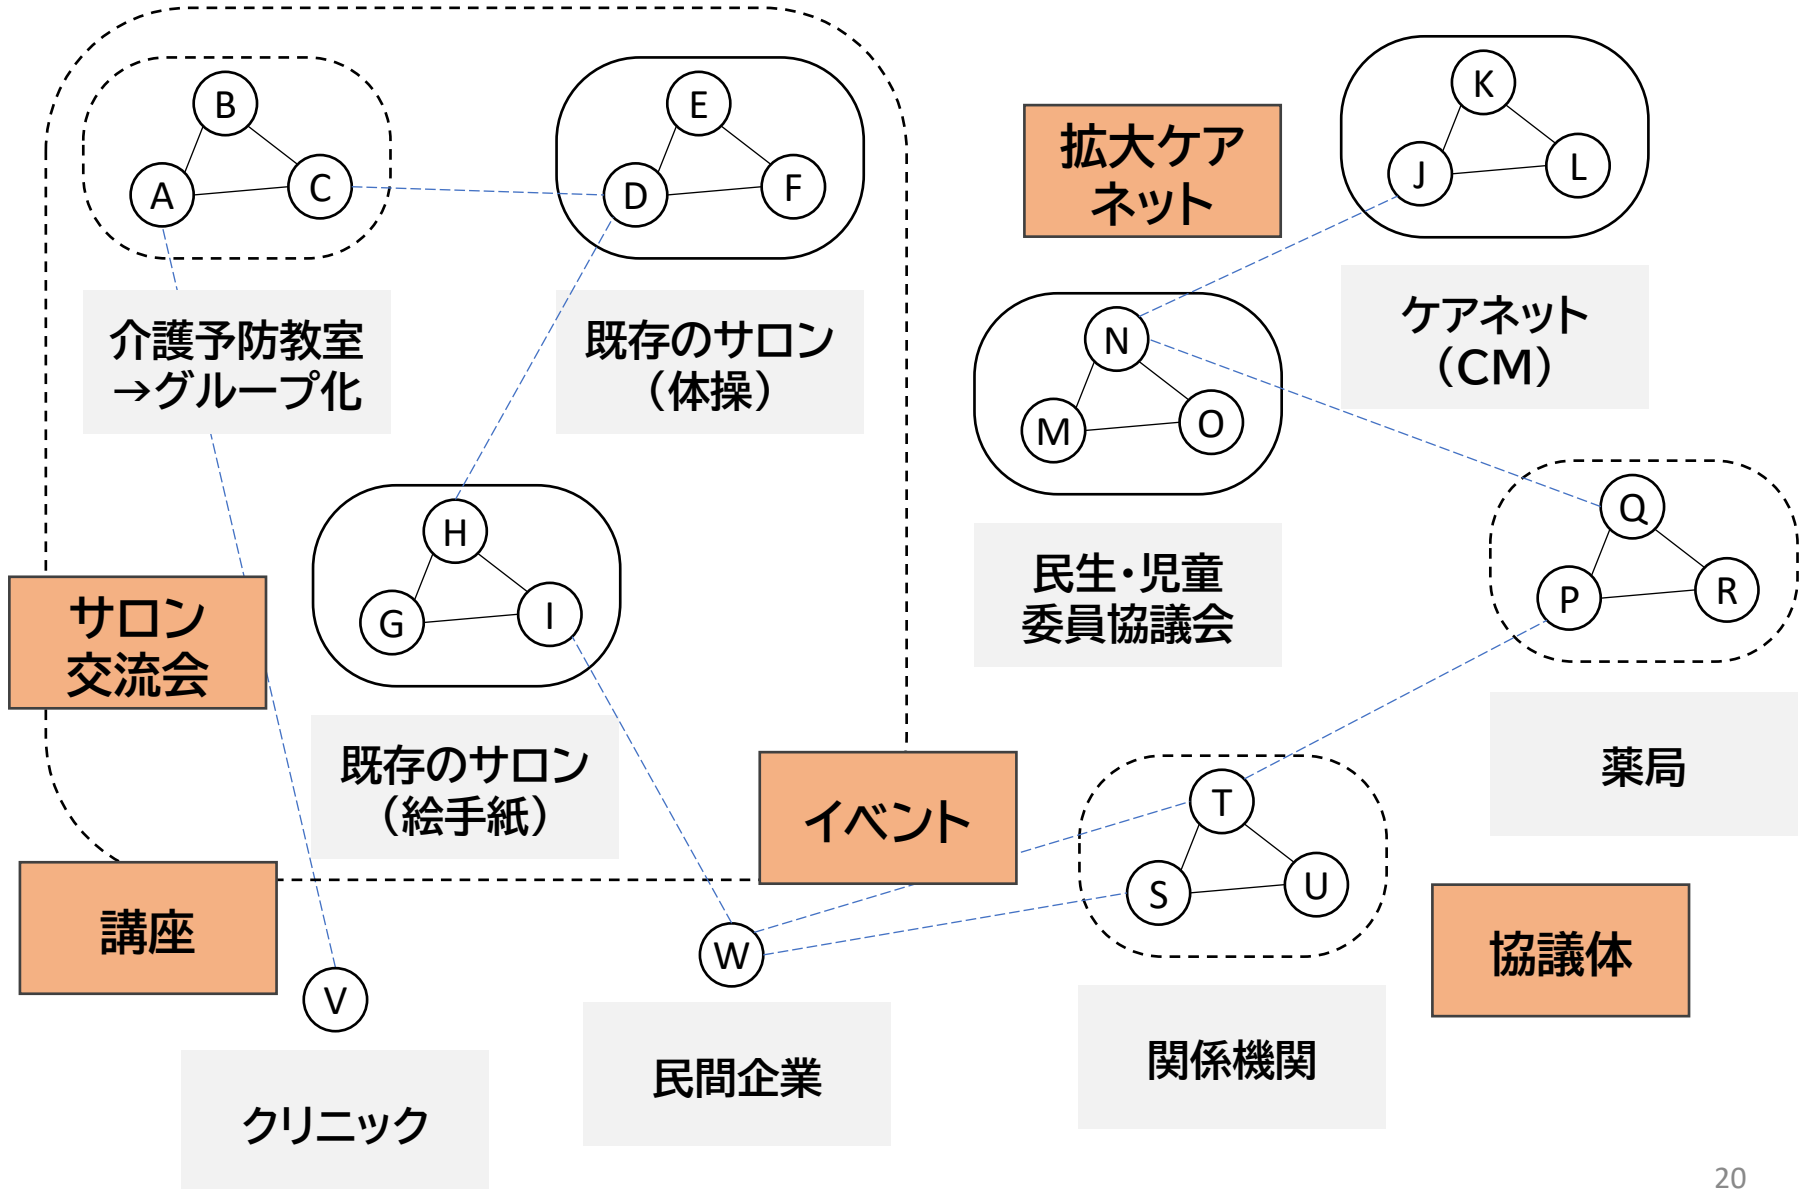 B
A
C
介護予防教室
→グループ化
E
D
F
既存のサロン
（体操）
拡大ケア
ネット
K
J
L
ケアネット
（CM）
N
M
O
民生・児童
委員協議会
H
G
I
既存のサロン
（絵手紙）
サロン
交流会
Q
P
R
薬局
イベント
T
S
U
関係機関
協議体
講座
V
クリニック
W
民間企業
20